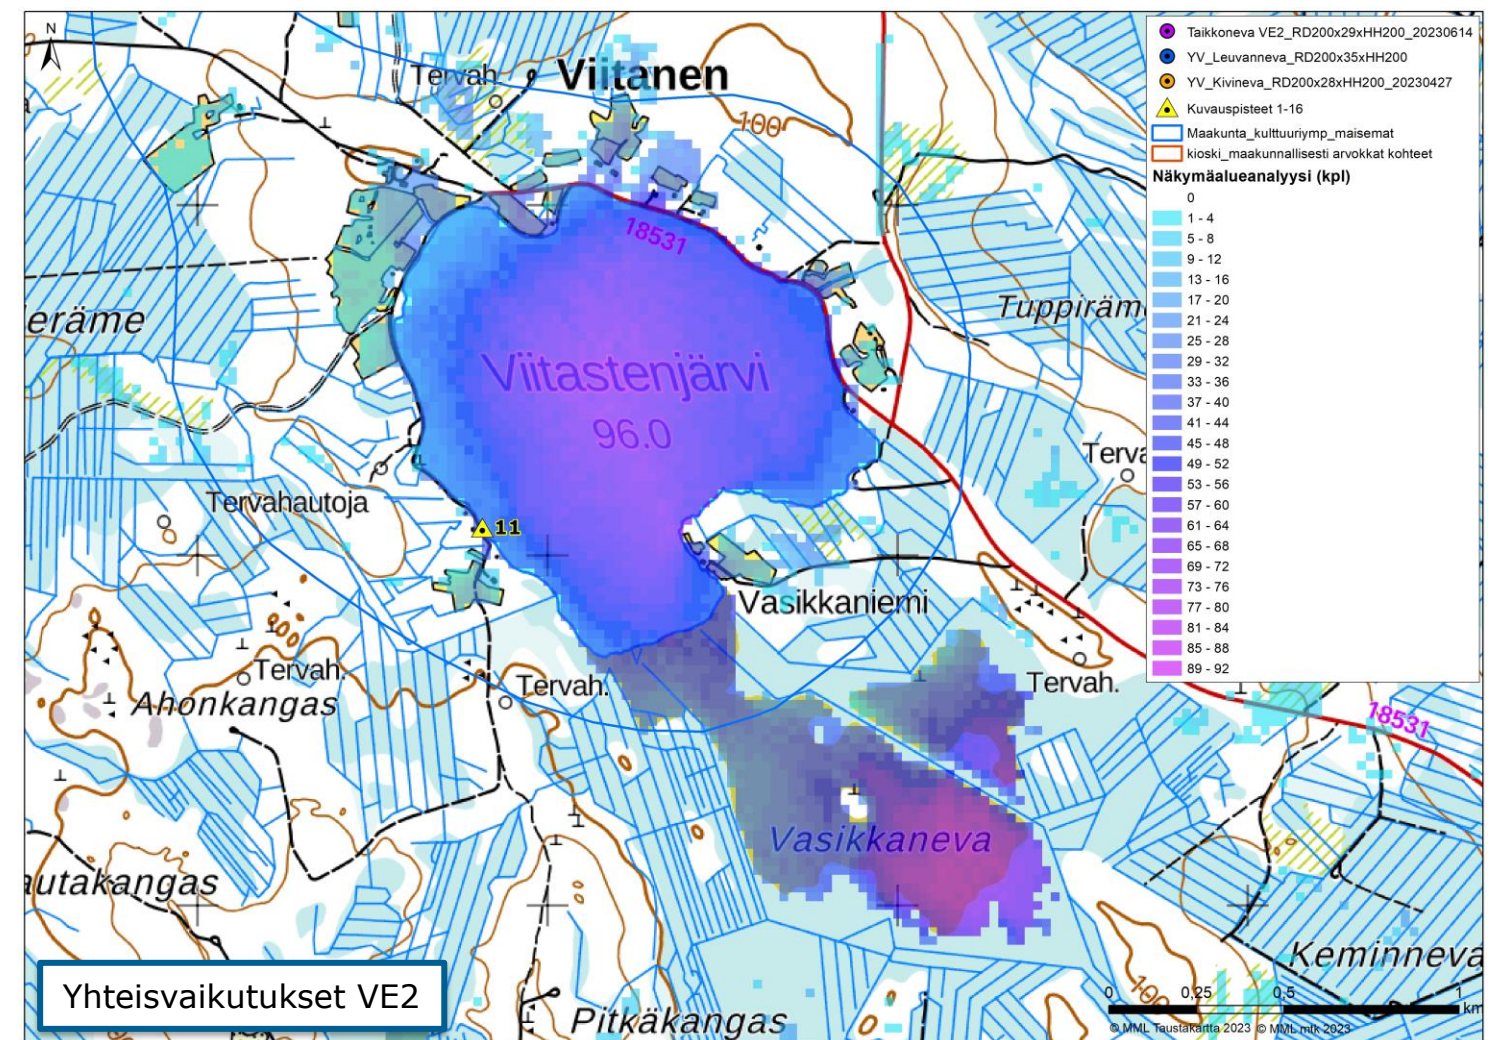 N
Taikkoneva VE2_RD200x29xHH200_20230614
YV_Leuvanneva_RD200x35xHH200
YV_Kivineva_RD200x28xHH200_20230427
Kuvauspisteet 1-16
Maakunta_kulttuuriymp_maisemat
kioski_maakunnallisesti arvokkat kohteet
Näkymäalueanalyysi (kpl)
0
1 - 4
5 - 8
9 - 12
13 - 16
17 - 20
21 - 24
25 - 28
29 - 32
33 - 36
37 - 40
41 - 44
45 - 48
49 - 52
53 - 56
57 - 60
61 - 64
65 - 68
69 - 72
73 - 76
77 - 80
81 - 84
85 - 88
89 - 92
Tervah.
Viitanen
100
18531
eräme
Tuppiräm
Viitastenjärvi
96.0
Terva
Tervahautoja
11
Vasikkaniemi
Tervah.
Tervah.
Tervah.
Ahonkangas
18531
Vasikkaneva
autakangas
Keminneva
Yhteisvaikutukset VE2
Pitkäkangas
100
0 0,25 0,5 1
km
© MML Taustakartta 2023 © MML mtk 2023